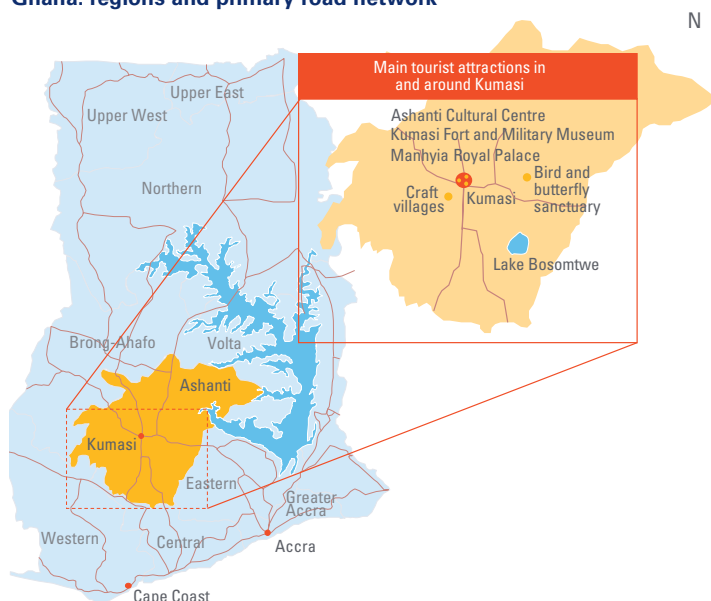 Ghana: regions and primary road network
N
Main tourist attractions in
and around Kumasi
Upper East
Upper West
Northern
Ashanti Cultural Centre
Kumasi Fort and Military Museum
Manhyia Royal Palace
Bird and
butterfly
sanctuary
Craft
villages
Kumasi
Lake Bosomtwe
Brong-Ahafo
Volta
Ashanti
Kumasi
Eastern
Greater
Accra
Western
Central
Accra
Cape Coast